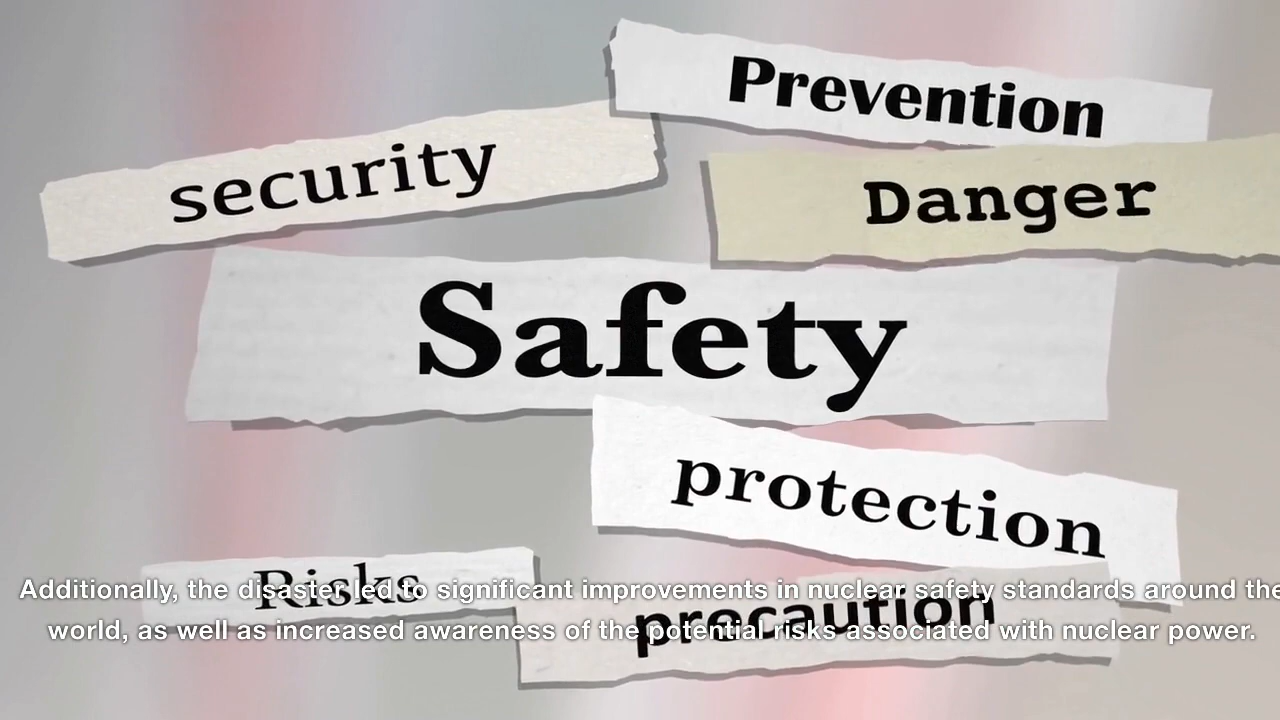 Prevention
security
Danger
Safety
protection
Risks
precaution
Additionally, the disaster led to significant improvements in nuclear safety standards around the
world, as well as increased awareness of the potential risks associated with nuclear power.